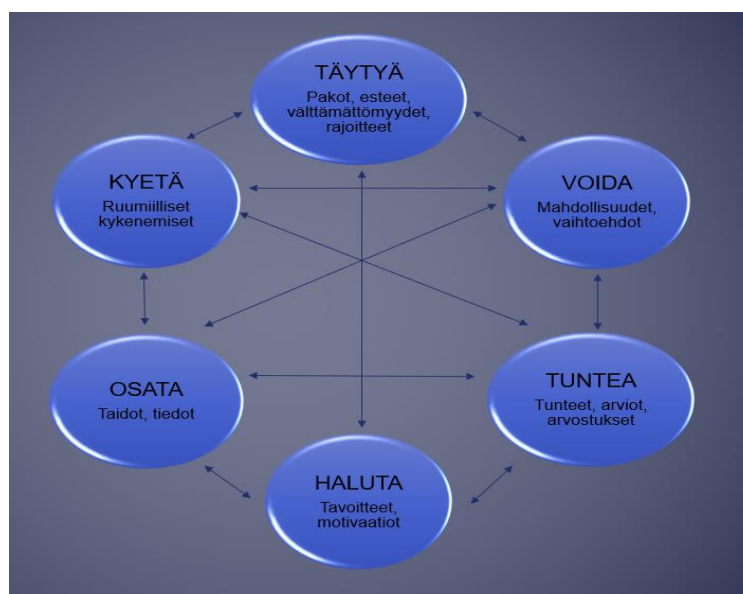 TÄYTYÄ
Pakot, esteet,
välttämättömyydet,
rajoitteet
KYETÄ
Ruumiilliset
kykenemiset
VOIDA
Mahdollisuudet,
vaihtoehdot
OSATA
Taidot, tiedot
TUNTEA
Tunteet, arviot,
arvostukset
HALUTA
Tavoitteet,
motivaatiot